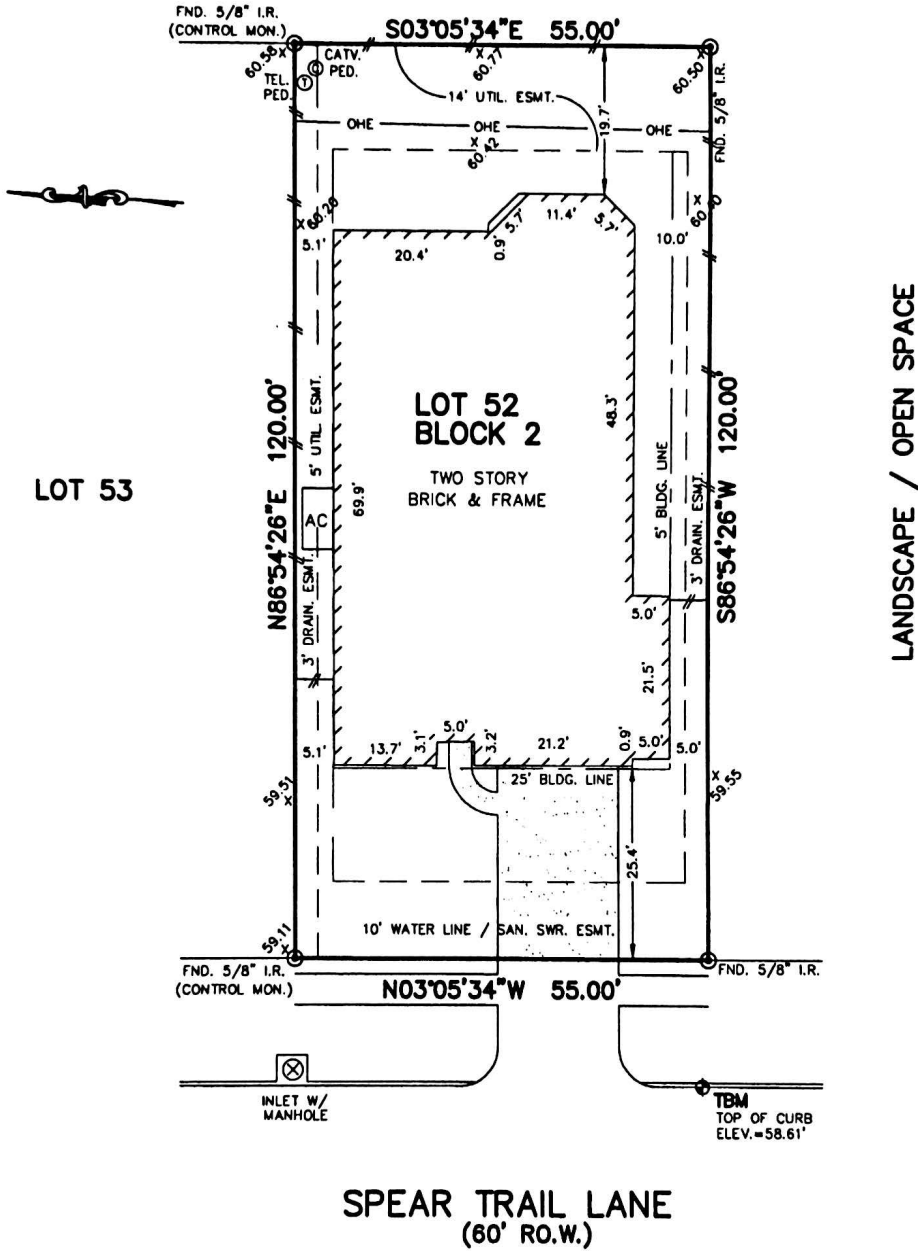 FND. 5/8" I.R.
(CONTROL MON.)
S03°05'34"E 55.00'
60.58
CATV.
PED.
TEL.
PED.
T
C
60.77
60.50
FND. 5/8" I.R.
14' UTIL. ESMT.
19.7'
OHE
OHE
OHE
60.42
60.26
5.1'
20.4'
0.9'
5.7'
11.4'
5.7'
10.0'
N86°54'26"E 120.00'
5' UTIL. ESMT.
AC
3' DRAIN. ESMT.
69.9'
LOT 52
BLOCK 2
TWO STORY
BRICK & FRAME
48.3'
5' BLDG. LINE
3' DRAIN. ESMT.
S86°54'26"W 120.00'
LOT 53
LANDSCAPE / OPEN SPACE
5.0'
21.5'
5.1'
13.7'
3.1'
5.0'
3.2'
21.2'
0.9'
5.0'
5.0'
25' BLDG. LINE
59.51
59.55
25.4'
59.11
10' WATER LINE / SAN. SWR. ESMT.
FND. 5/8" I.R.
(CONTROL MON.)
N03°05'34"W 55.00'
FND. 5/8" I.R.
INLET W/
MANHOLE
TBM
TOP OF CURB
ELEV.=58.61'
SPEAR TRAIL LANE
(60' RO.W.)